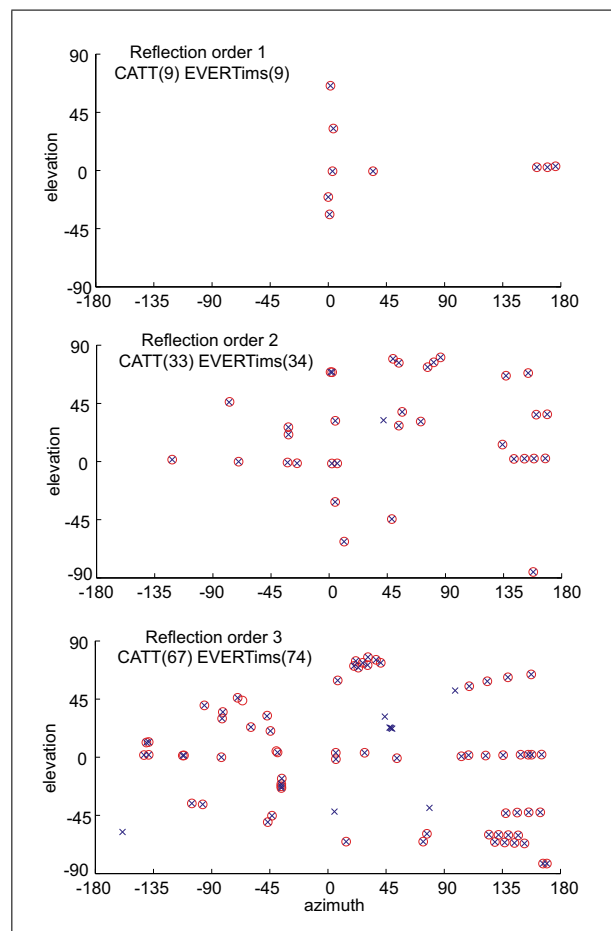 Reflection order 1
CATT(9) EVERTims(9)
90
45
0
-45
-90
elevation
-180 -135 -90 -45 0 45 90 135 180
Reflection order 2
CATT(33) EVERTims(34)
90
45
0
-45
-90
elevation
-180 -135 -90 -45 0 45 90 135 180
Reflection order 3
CATT(67) EVERTims(74)
90
45
0
-45
-90
elevation
-180 -135 -90 -45 0 45 90 135 180
azimuth